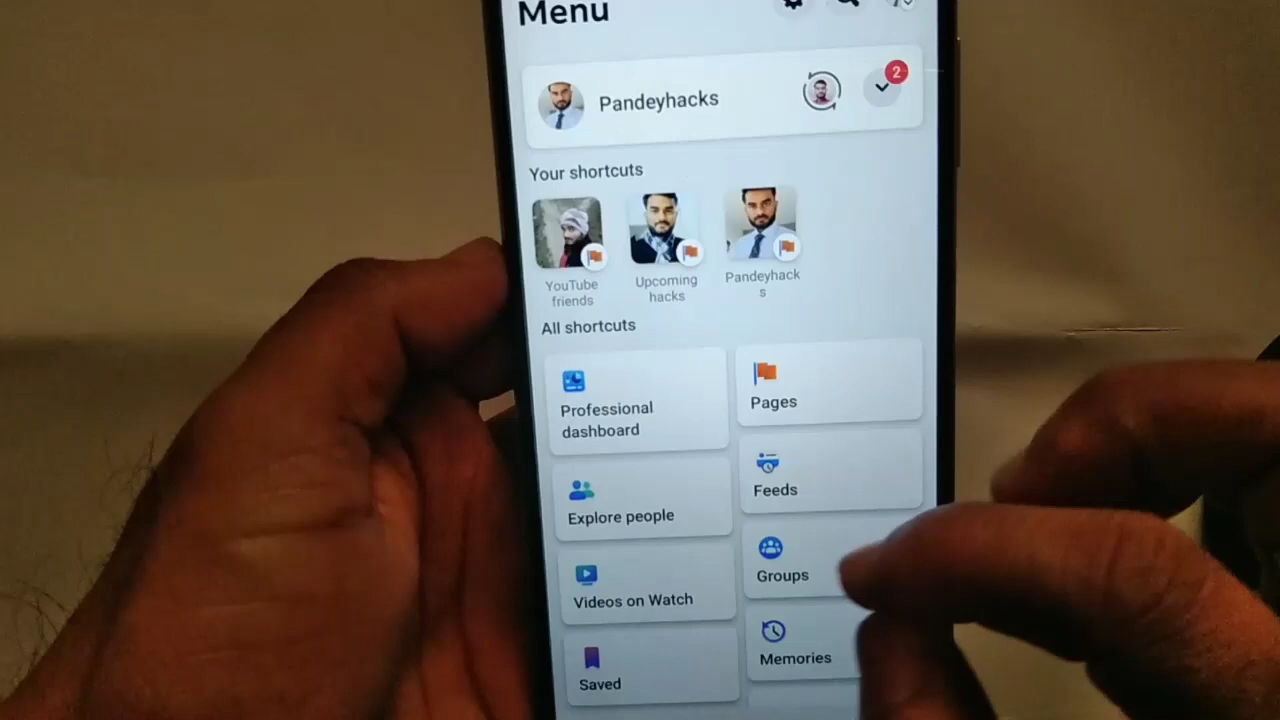 Menu
2
Pandeyhacks
Your shortcuts
YouTube
friends
Upcoming
hacks
Pandeyhack
s
All shortcuts
Professional
dashboard
Pages
Explore people
Feeds
Videos on Watch
Groups
Saved
Memories